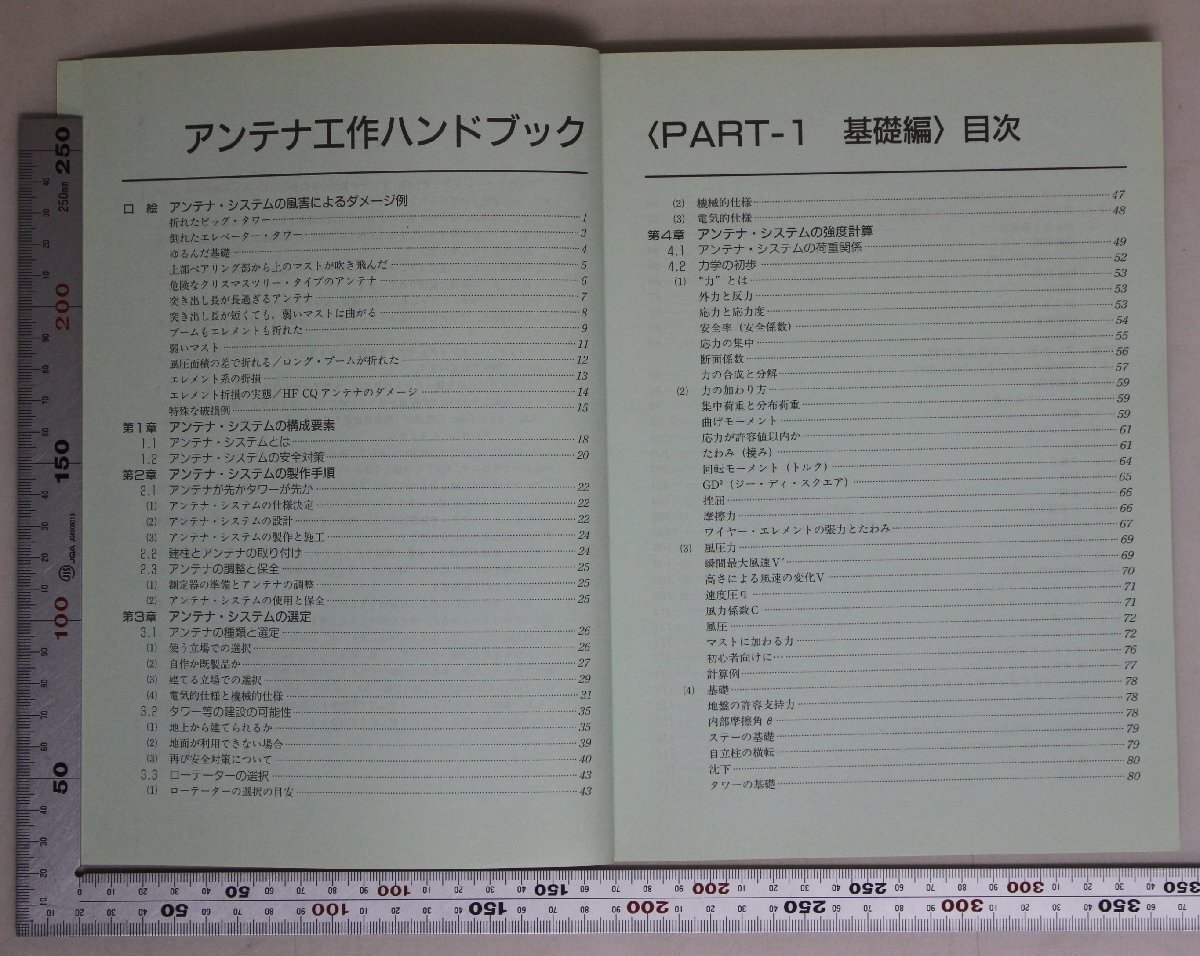 アンテナ工作ハンドブック
口絵 アンテナ・システムの風害によるダメージ例
折れたビッグ・タワー 1
倒れたエレベーター・タワー 3
ゆるんだ基礎 4
上部ベアリング部から上のマストが吹き飛んだ 5
危険なクリスマスツリー・タイプのアンテナ 6
突き出し長が長過ぎるアンテナ 7
突き出し長が短くても、弱いマストは曲がる 8
ブームもエレメントも折れた 9
弱いマスト 11
風圧面積の差で折れる/ロング・ブームが折れた 12
エレメント系の折損 13
エレメント折損の実態/HF CQ アンテナのダメージ 14
特殊な破損例 15
第1章 アンテナ・システムの構成要素
1.1 アンテナ・システムとは 18
1.2 アンテナ・システムの安全対策 20
第2章 アンテナ・システムの製作手順
2.1 アンテナが先かタワーが先か 22
(1) アンテナ・システムの仕様決定 22
(2) アンテナ・システムの設計 22
(3) アンテナ・システムの製作と施工 24
2.2 建柱とアンテナの取り付け 24
2.3 アンテナの調整と保全 25
(1) 測定器の準備とアンテナの調整 25
(2) アンテナ・システムの使用と保全 25
第3章 アンテナ・システムの選定
3.1 アンテナの種類と選定 26
(1) 使う立場での選択 26
(2) 自作か既製品か 27
(3) 建てる立場での選択 29
(4) 電気的仕様と機械的仕様 31
3.2 タワー等の建設の可能性 35
(1) 地上から建てられるか 35
(2) 地面が利用できない場合 39
(3) 再び安全対策について 40
3.3 ローテーターの選択 43
(1) ローテーターの選択の目安 43
〈PART-1 基礎編〉目次
(2) 機械的仕様 47
(3) 電気的仕様 48
第4章 アンテナ・システムの強度計算
4.1 アンテナ・システムの荷重関係 49
4.2 力学の初歩 52
(1) “力”とは 53
外力と反力 53
応力と応力度 53
安全率(安全係数) 54
応力の集中 55
断面係数 56
力の合成と分解 57
(2) 力の加わり方 59
集中荷重と分布荷重 59
曲げモーメント 59
応力が許容値以内か 61
たわみ(撓み) 61
回転モーメント(トルク) 64
GD²(ジー・ディ・スクエア) 65
挫屈 66
摩擦力 66
ワイヤー・エレメントの張力とたわみ 67
(3) 風圧力 69
瞬間最大風速V′ 69
高さによる風速の変化V 70
速度圧q 71
風力係数C 71
風圧 72
マストに加わる力 72
初心者向けに… 76
計算例 77
(4) 基礎 78
地盤の許容支持力 78
内部摩擦角θ 78
ステーの基礎 79
自立柱の横転 79
沈下 80
タワーの基礎 80